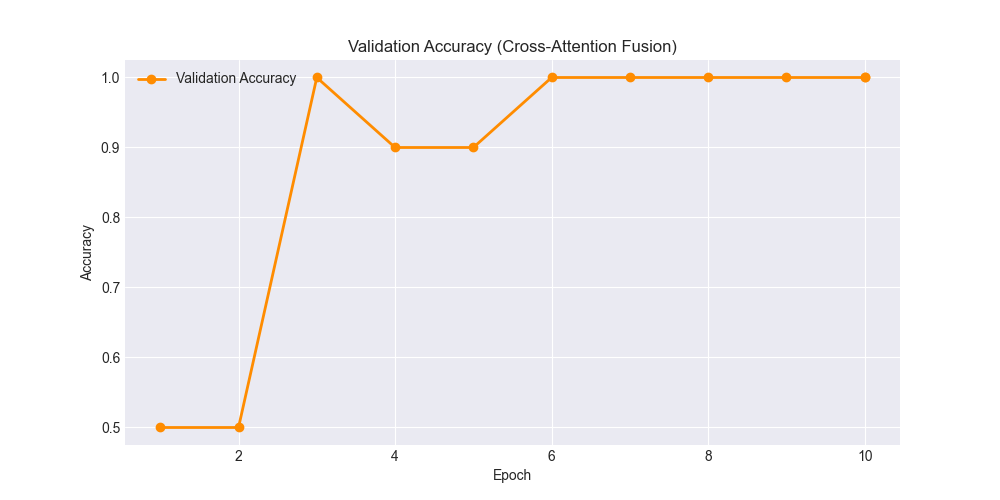 Validation Accuracy (Cross-Attention Fusion)
Validation Accuracy
1.0
0.9
0.8
0.7
0.6
0.5
Accuracy
2 4 6 8 10
Epoch